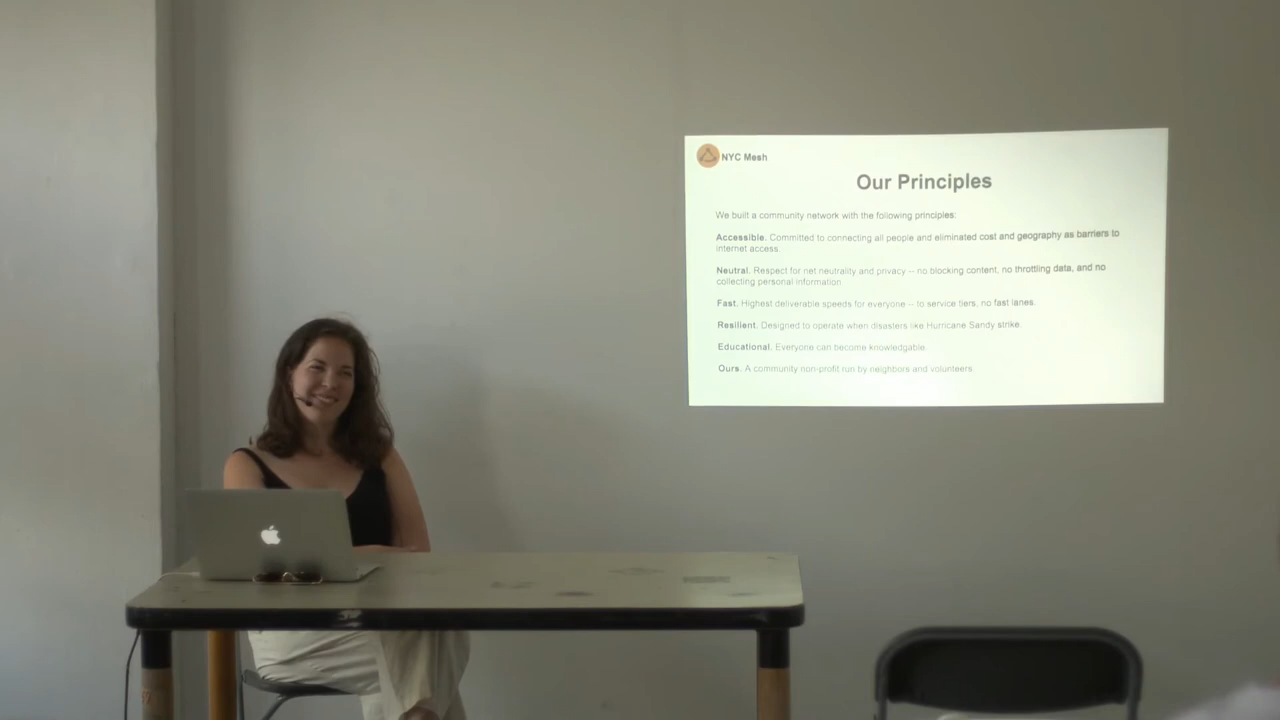 NYC Mesh
Our Principles
We built a community network with the following principles:
Accessible. Committed to connecting all people and eliminated cost and geography as barriers to
internet access.
Neutral. Respect for net neutrality and privacy -- no blocking content, no throttling data, and no
collecting personal information
Fast. Highest deliverable speeds for everyone -- to service tiers, no fast lanes.
Resilient. Designed to operate when disasters like Hurricane Sandy strike.
Educational. Everyone can become knowledgable.
Ours. A community non-profit run by neighbors and volunteers.